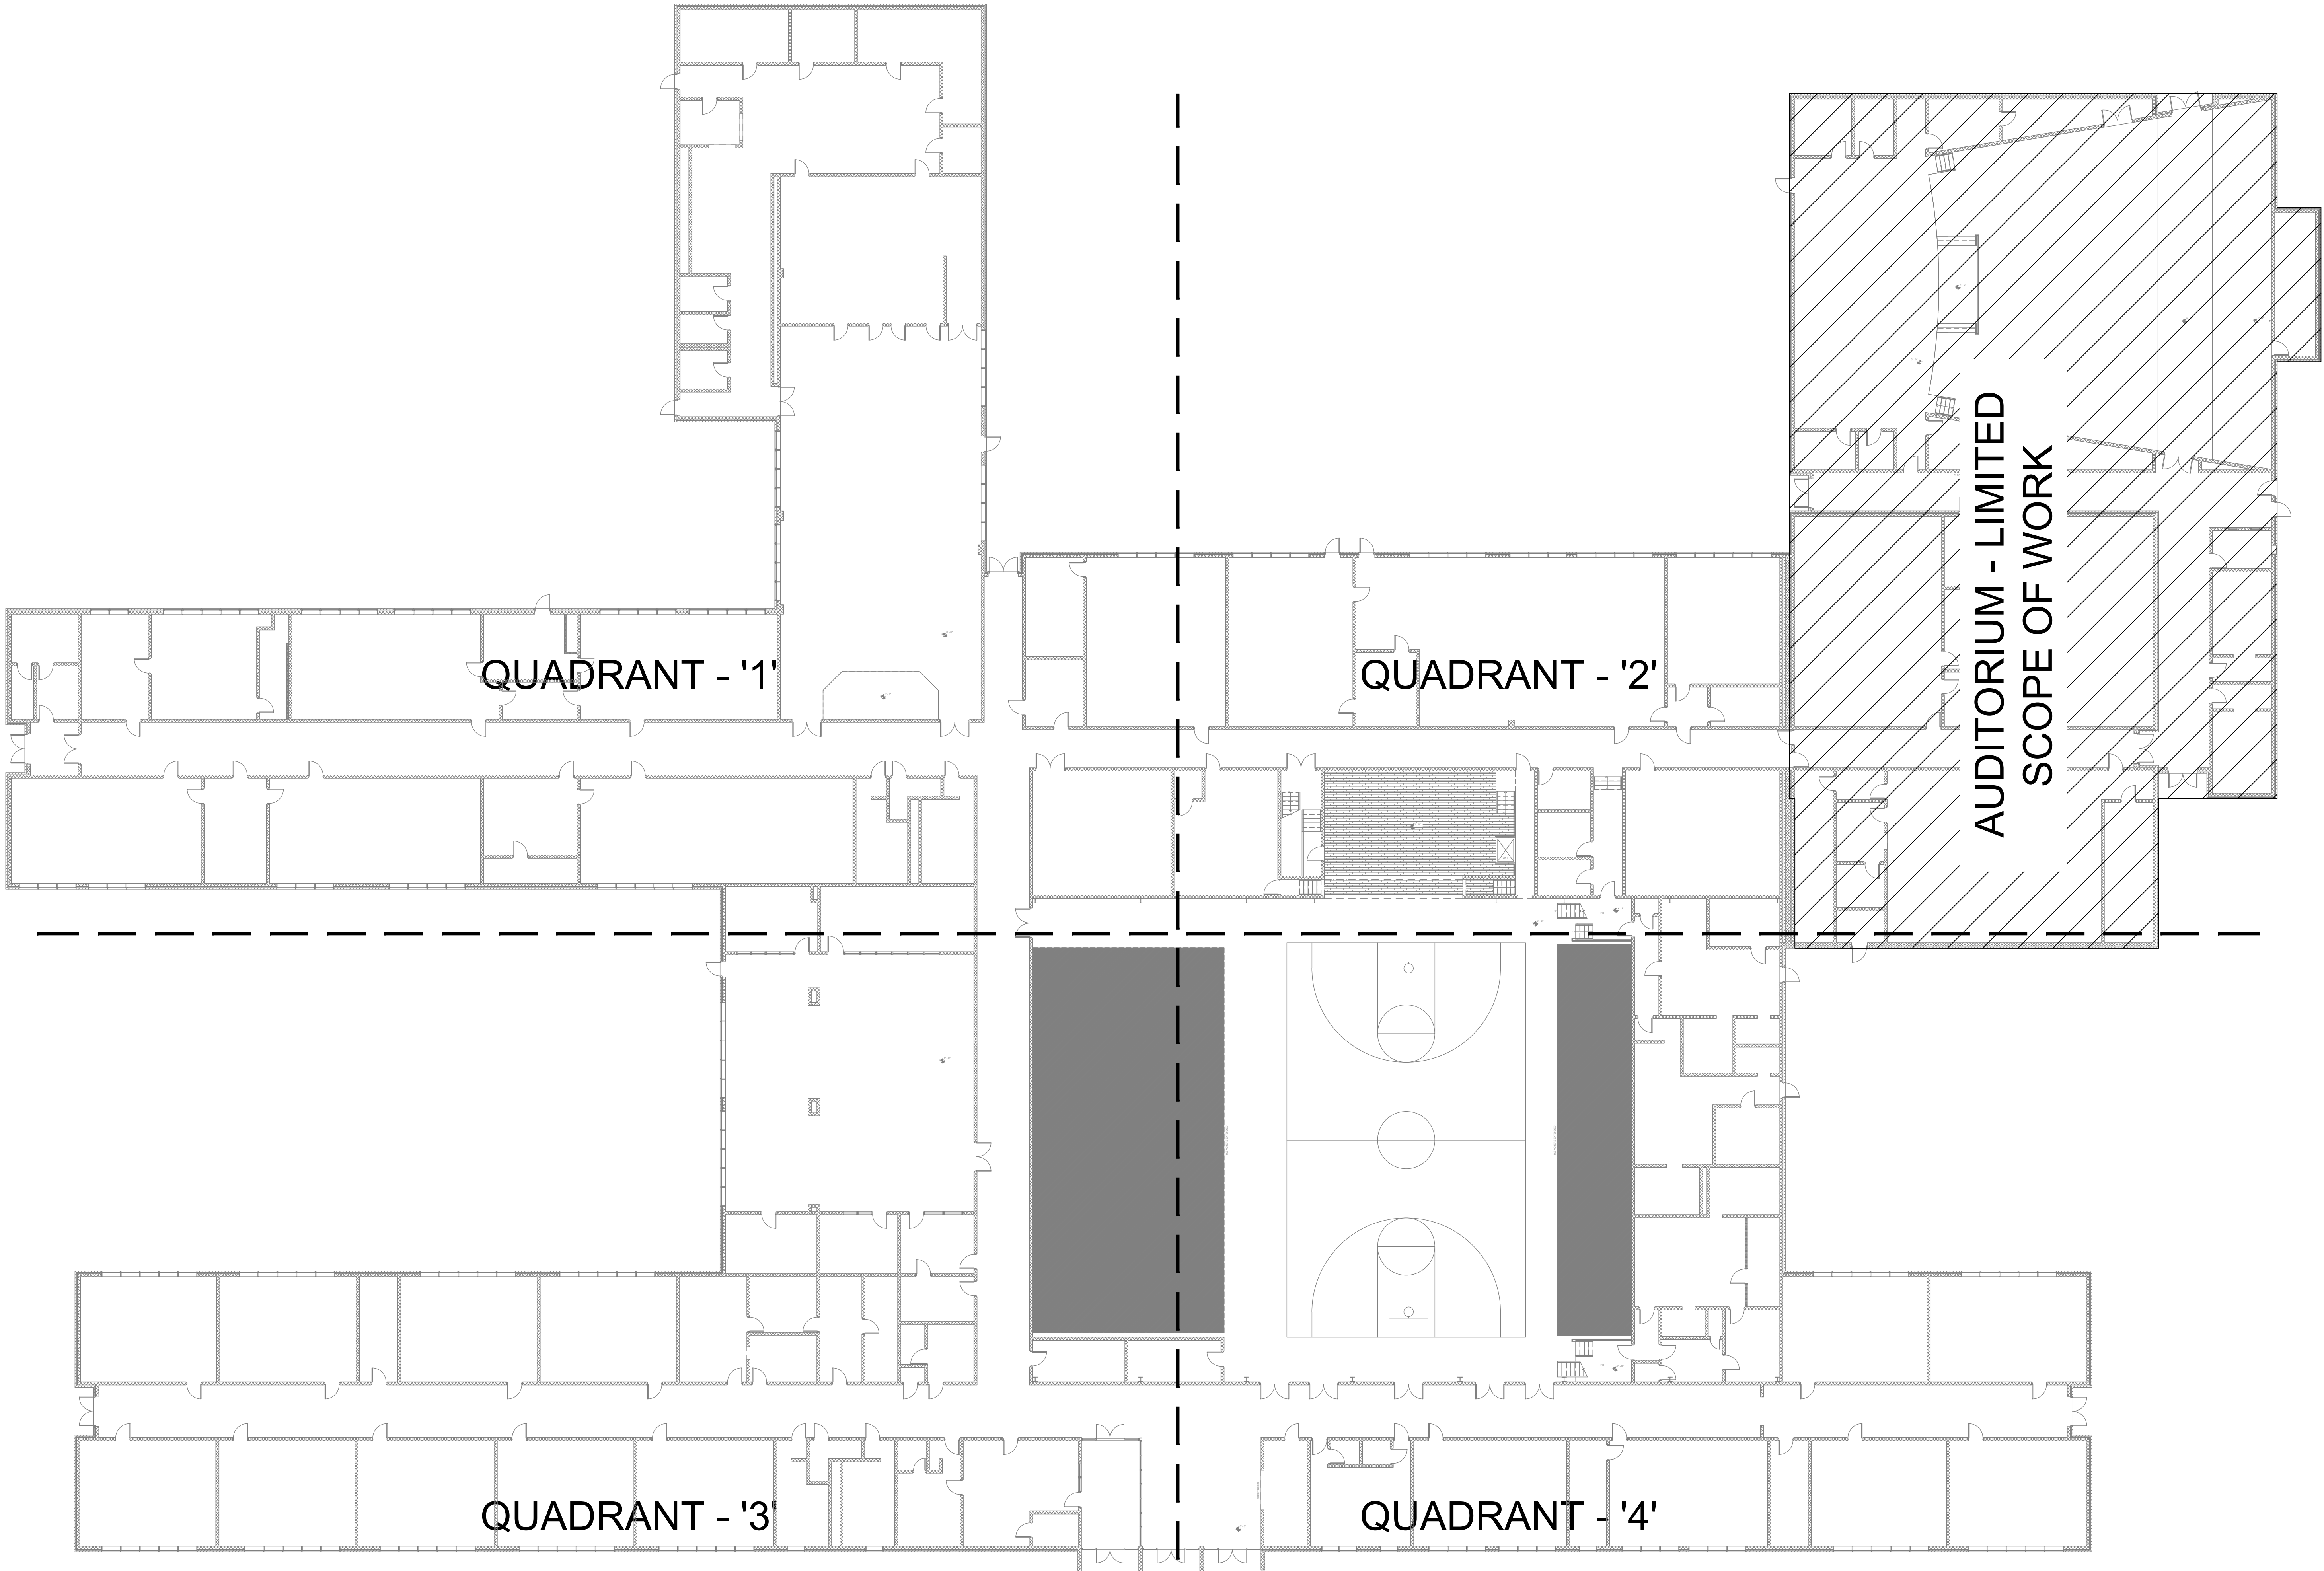 QUADRANT - '1'
QUADRANT - '2'
AUDITORIUM - LIMITED
SCOPE OF WORK
QUADRANT - '3'
QUADRANT - '4'